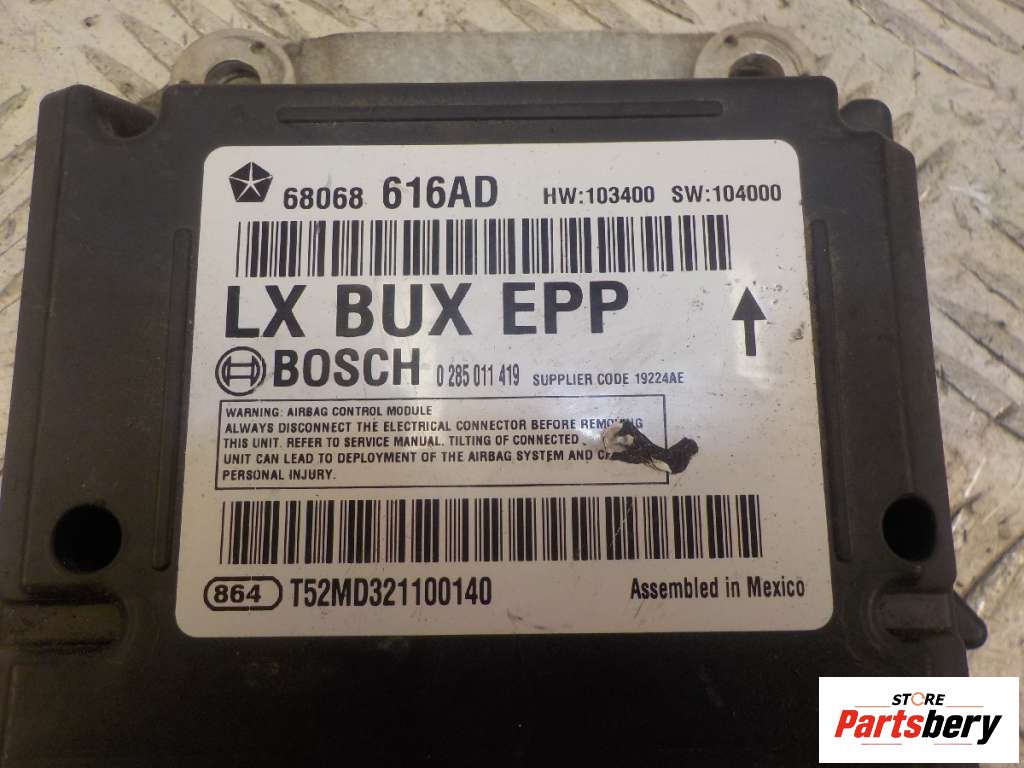 68068 616AD HW:103400 SW:104000
LX BUX EPP
BOSCH 0 285 011 419 SUPPLIER CODE 19224AE
WARNING: AIRBAG CONTROL MODULE
ALWAYS DISCONNECT THE ELECTRICAL CONNECTOR BEFORE REMOVING
THIS UNIT. REFER TO SERVICE MANUAL. TILTING OF CONNECTED
UNIT CAN LEAD TO DEPLOYMENT OF THE AIRBAG SYSTEM AND
PERSONAL INJURY.
864 T52MD321100140 Assembled in Mexico
STORE
Partsbery